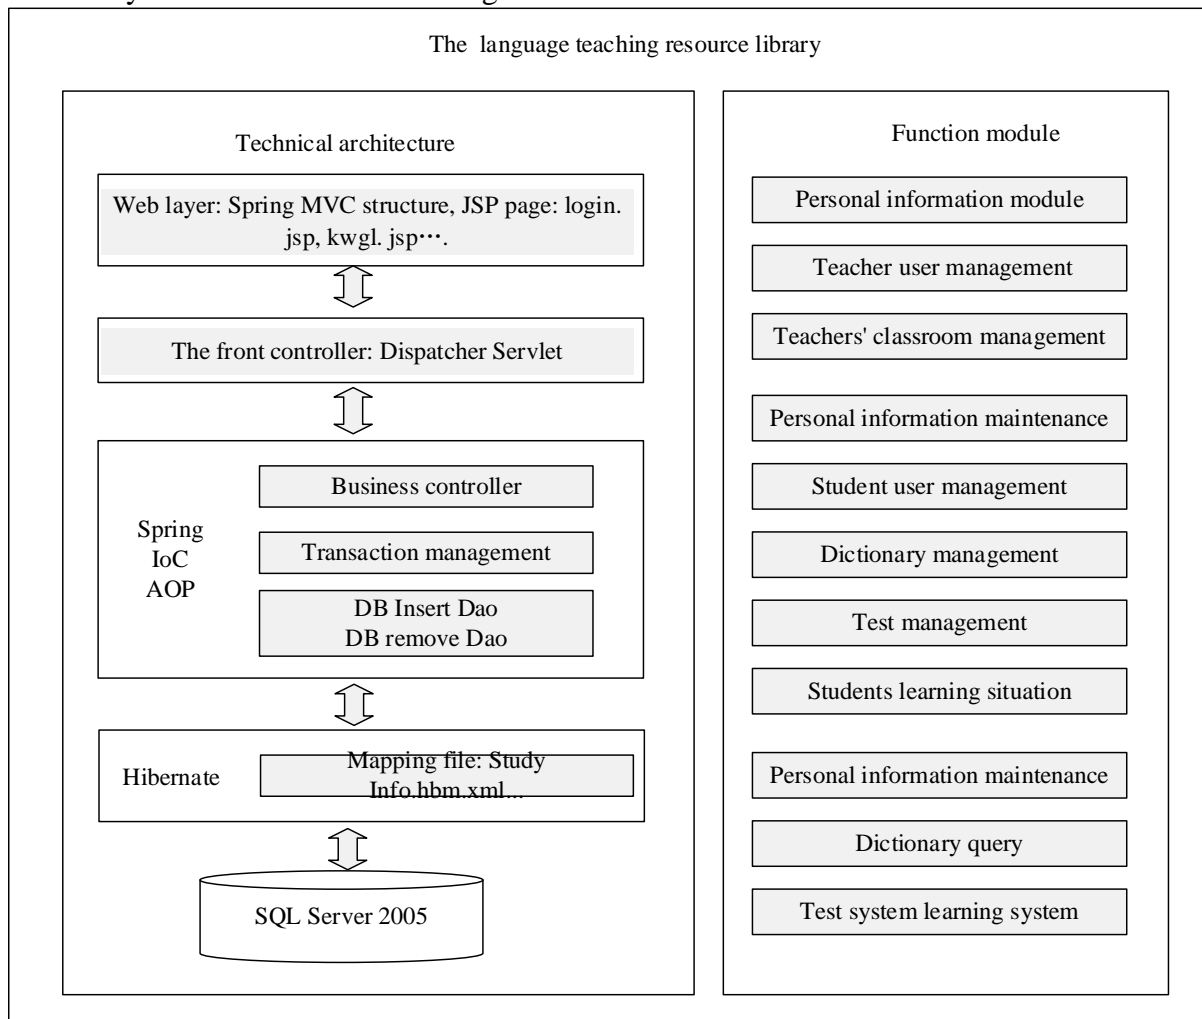 The language teaching resource library
Technical architecture
Web layer: Spring MVC structure, JSP page: login.
jsp, kwgl. jsp⋯.
The front controller: Dispatcher Servlet
Spring
IoC
AOP
Business controller
Transaction management
DB Insert Dao
DB remove Dao
Hibernate
Mapping file: Study
Info.hbm.xml...
SQL Server 2005
Function module
Personal information module
Teacher user management
Teachers' classroom management
Personal information maintenance
Student user management
Dictionary management
Test management
Students learning situation
Personal information maintenance
Dictionary query
Test system learning system